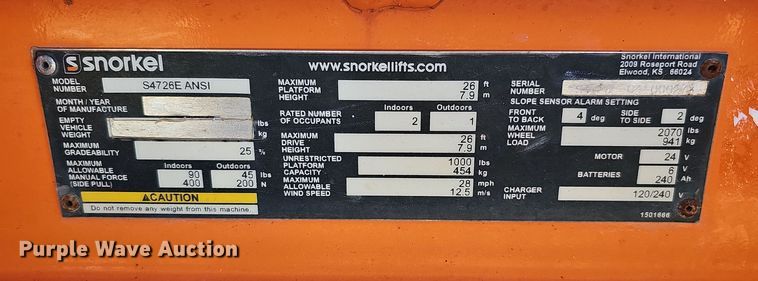 snorkel
www.snorkellifts.com
Snorkel International
2009 Roseport Road
Elwood, KS 66024
MODEL NUMBER S4726E ANSI
MONTH / YEAR OF MANUFACTURE
EMPTY VEHICLE WEIGHT lbs kg
MAXIMUM GRADEABILITY 25 %
Indoors Outdoors
MAXIMUM ALLOWABLE MANUAL FORCE (SIDE PULL)
90 45 lbs
400 200 N
CAUTION
Do not remove any weight from this machine.
MAXIMUM PLATFORM HEIGHT 26 ft
7.9 m
Indoors Outdoors
RATED NUMBER OF OCCUPANTS 2 1
MAXIMUM DRIVE HEIGHT 26 ft
7.9 m
UNRESTRICTED PLATFORM CAPACITY 1000 lbs
454 kg
MAXIMUM ALLOWABLE WIND SPEED 28 mph
12.5 m/s
SERIAL NUMBER
SLOPE SENSOR ALARM SETTING
FRONT TO BACK 4 deg SIDE TO SIDE 2 deg
MAXIMUM WHEEL LOAD 2070 lbs
941 kg
MOTOR 24 V
BATTERIES 6 V
240 Ah
CHARGER INPUT 120/240 V
1501666
Purple Wave Auction